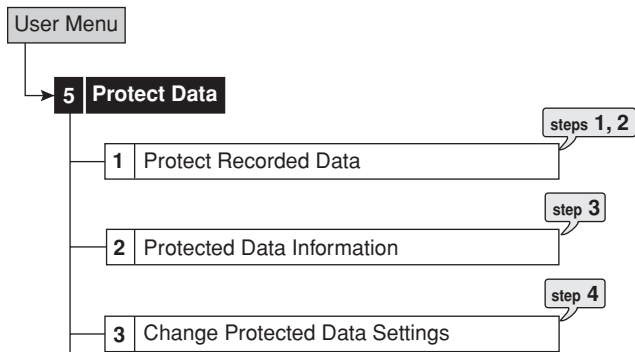 User Menu
5 Protect Data
steps 1, 2
1 Protect Recorded Data
step 3
2 Protected Data Information
step 4
3 Change Protected Data Settings